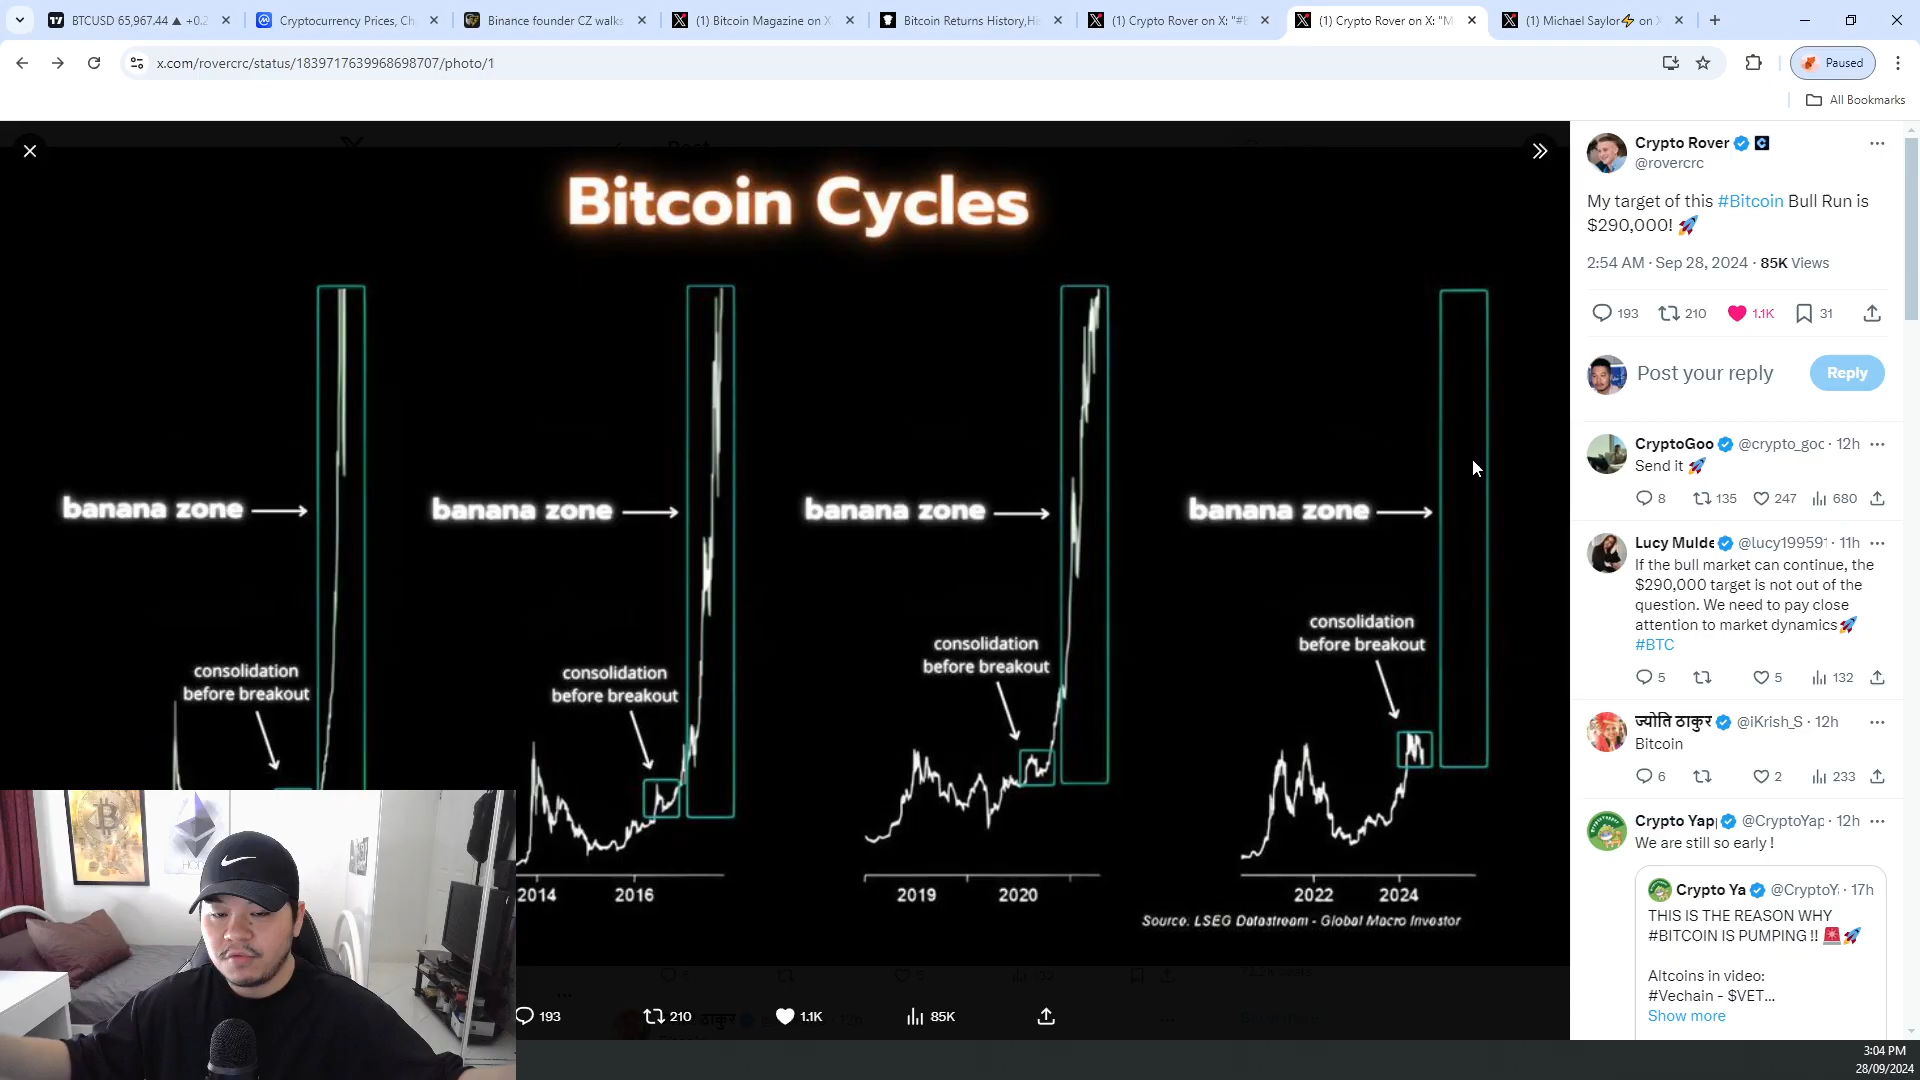 BTCUSD 65,967.44 ▲ +0.2
Cryptocurrency Prices, Ch
Binance founder CZ walks
(1) Bitcoin Magazine on X
Bitcoin Returns History,Hi
(1) Crypto Rover on X: "#B
(1) Crypto Rover on X: "M
(1) Michael Saylor⚡ on X
x.com/rovercrc/status/1839717639968698707/photo/1
Paused
All Bookmarks
Bitcoin Cycles
banana zone
banana zone
banana zone
banana zone
consolidation
before breakout
consolidation
before breakout
consolidation
before breakout
consolidation
before breakout
2014
2016
2019
2020
2022
2024
Source. LSEG Datastream - Global Macro Investor
193
210
1.1K
85K
Crypto Rover
@rovercrc
My target of this #Bitcoin Bull Run is
$290,000! 🚀
2:54 AM · Sep 28, 2024 · 85K Views
193
210
1.1K
31
Post your reply
Reply
CryptoGoo @crypto_goc · 12h
Send it 🚀
8
135
247
680
Lucy Mulde @lucy199591 · 11h
If the bull market can continue, the
$290,000 target is not out of the
question. We need to pay close
attention to market dynamics🚀
#BTC
5
5
132
ज्योति ठाकुर @iKrish_S · 12h
Bitcoin
6
2
233
Crypto Yap @CryptoYap · 12h
We are still so early !
Crypto Ya @CryptoY · 17h
THIS IS THE REASON WHY
#BITCOIN IS PUMPING !! 🚨🚀
Altcoins in video:
#Vechain - $VET...
Show more
3:04 PM
28/09/2024